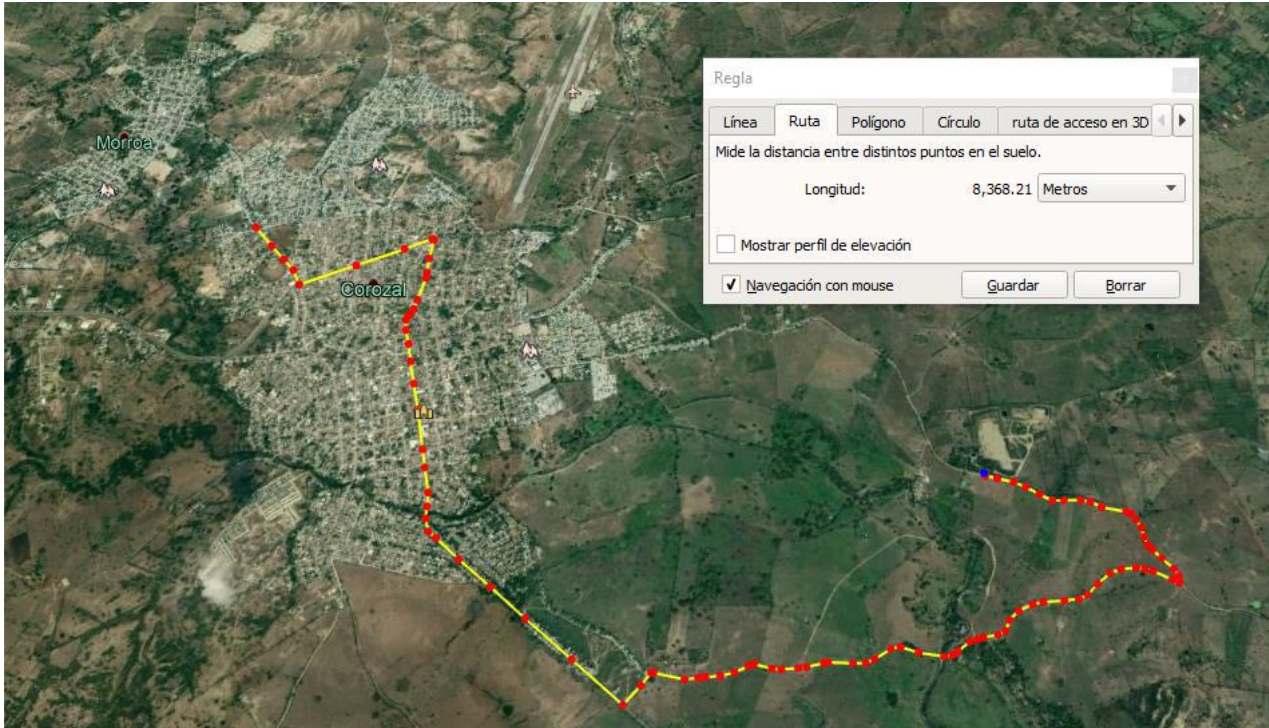 Morroa
Corozal
Regla
Línea Ruta Polígono Círculo ruta de acceso en 3D
Mide la distancia entre distintos puntos en el suelo.
Longitud: 8,368.21 Metros
Mostrar perfil de elevación
Navegación con mouse Guardar Borrar